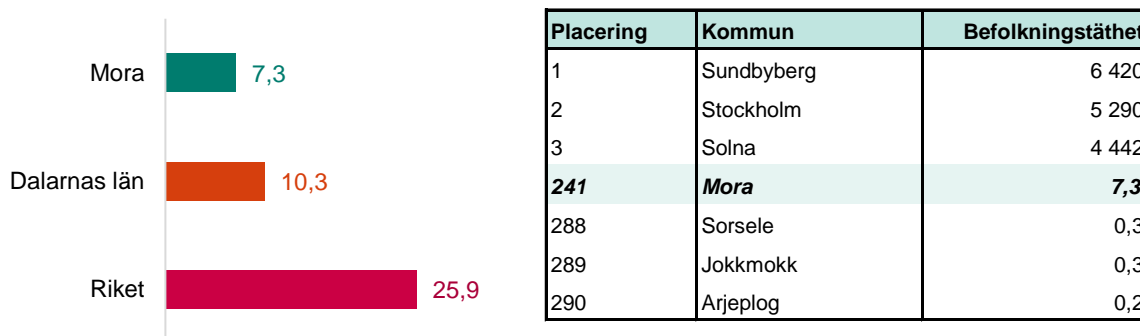 Mora 7,3
Dalarnas län 10,3
Riket 25,9
Placering Kommun Befolkningstäthet
1 Sundbyberg 6 420
2 Stockholm 5 290
3 Solna 4 442
241 Mora 7,3
288 Sorsele 0,3
289 Jokkmokk 0,3
290 Arjeplog 0,2